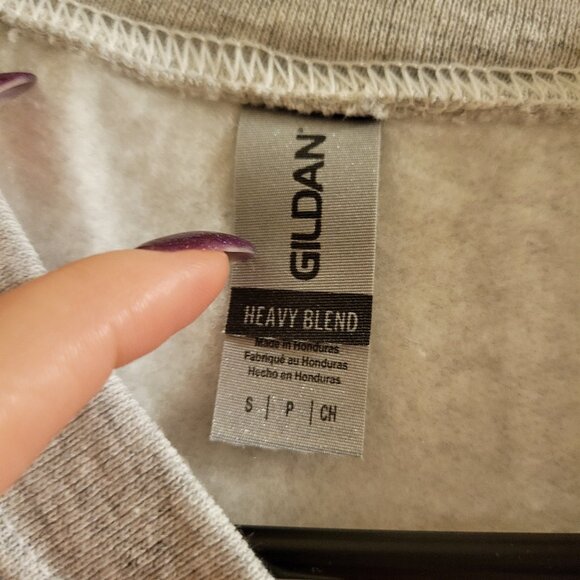 GILDAN
HEAVY BLEND
Made in Honduras
Fabriqué au Honduras
Hecho en Honduras
S | P | CH